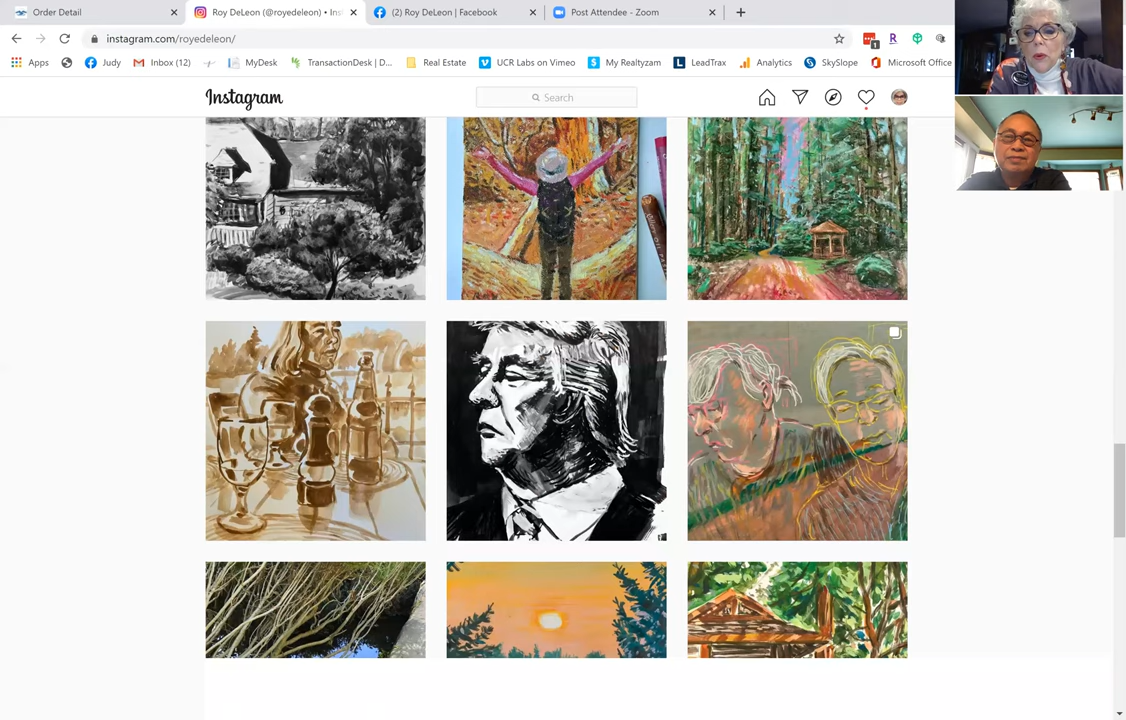 Order Detail
Roy DeLeon (@royedeleon) • Ins
(2) Roy DeLeon | Facebook
Post Attendee - Zoom
instagram.com/royedeleon/
1
Apps
Judy
Inbox (12)
MyDesk
TransactionDesk | D...
Real Estate
UCR Labs on Vimeo
My Realtyzam
LeadTrax
Analytics
SkySlope
Microsoft Office
Instagram
Search